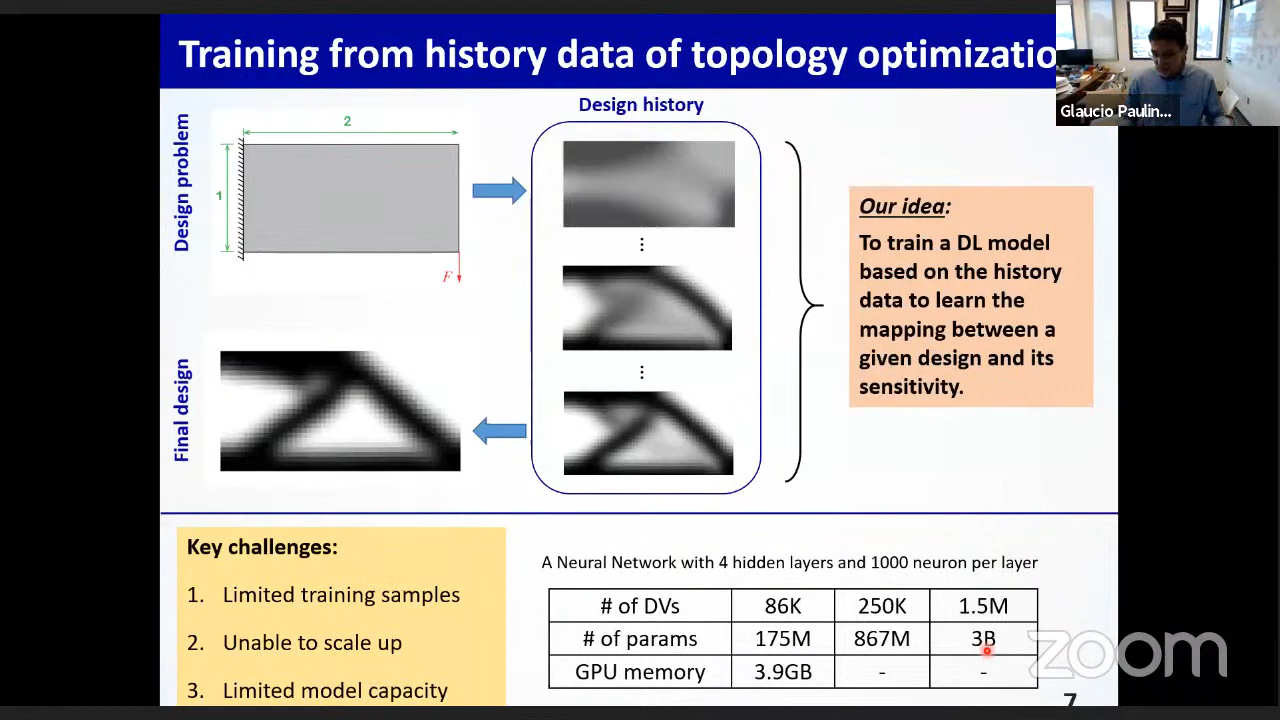 Training from history data of topology optimizatio
Glaucio Paulin...
Design problem
2
1
F
Design history
⋮
⋮
Our idea:
To train a DL model
based on the history
data to learn the
mapping between a
given design and its
sensitivity.
Final design
Key challenges:
1. Limited training samples
2. Unable to scale up
3. Limited model capacity
A Neural Network with 4 hidden layers and 1000 neuron per layer
# of DVs 86K 250K 1.5M
# of params 175M 867M 3B
GPU memory 3.9GB - -
zoom
7